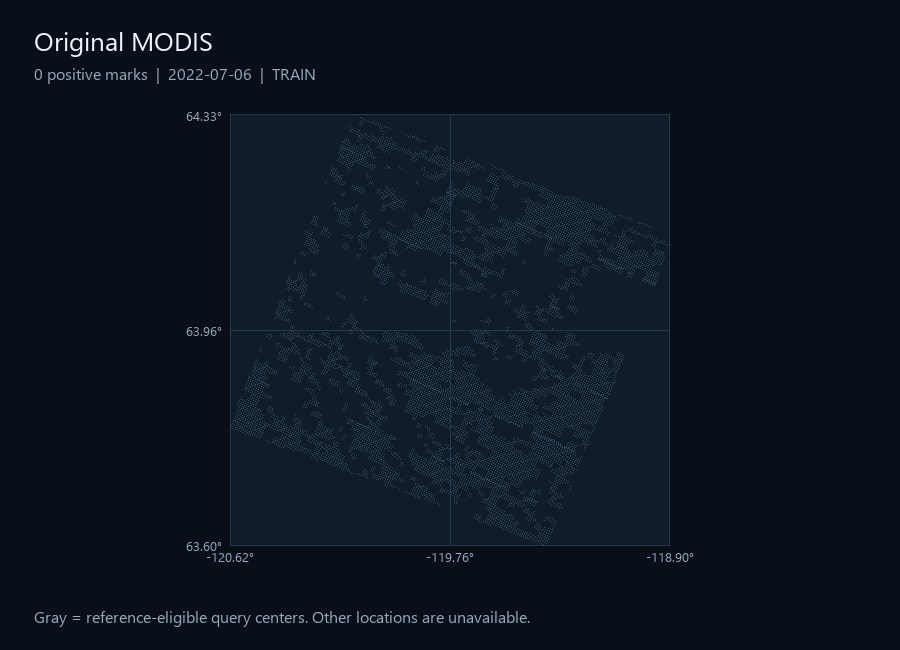 Original MODIS
0 positive marks | 2022-07-06 | TRAIN
64.33°
63.96°
63.60°
-120.62° -119.76° -118.90°
Gray = reference-eligible query centers. Other locations are unavailable.